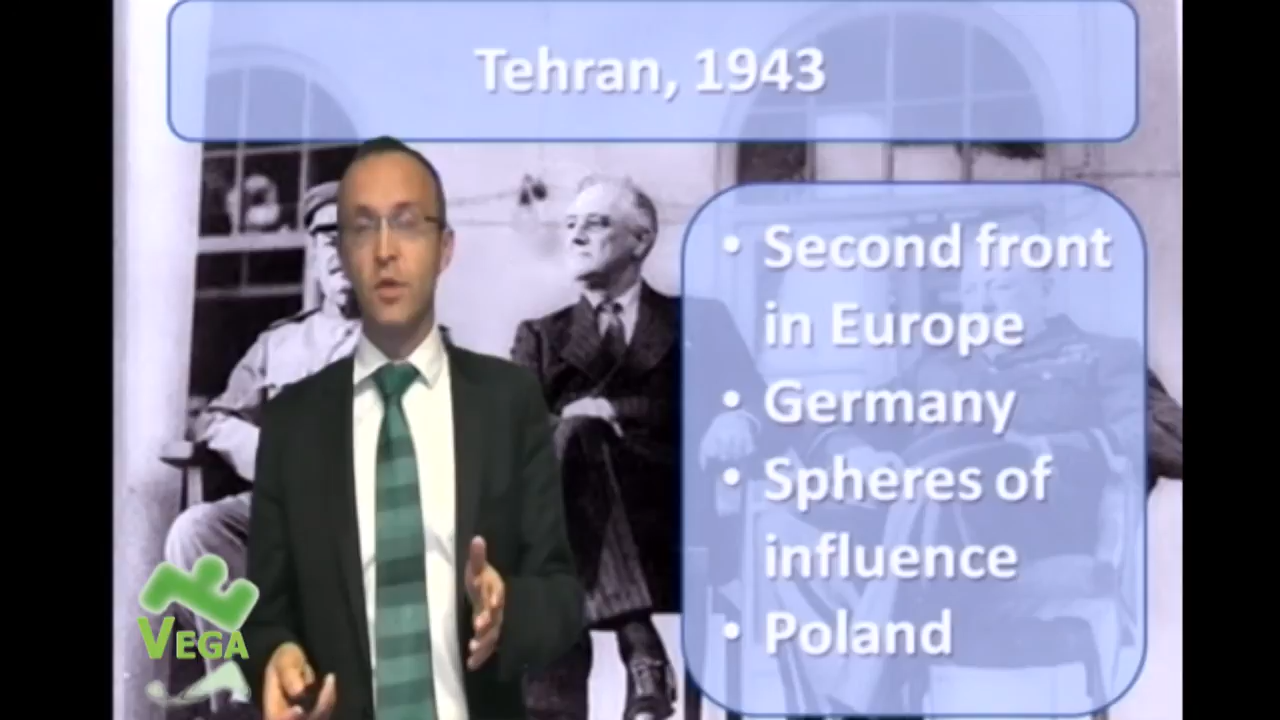 Tehran, 1943
• Second front
in Europe
• Germany
• Spheres of
influence
• Poland
VEGA